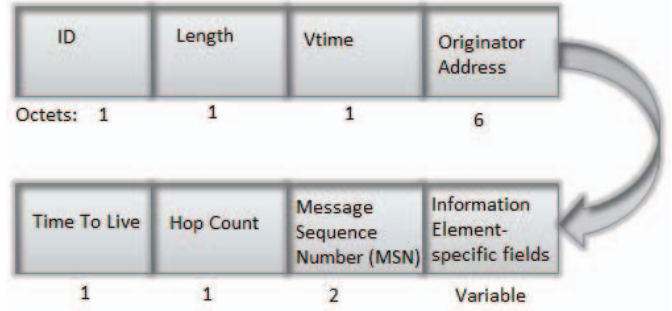 ID
Length
Vtime
Originator
Address
Octets: 1
1
1
6
Time To Live
Hop Count
Message
Sequence
Number (MSN)
Information
Element-
specific fields
1
1
2
Variable